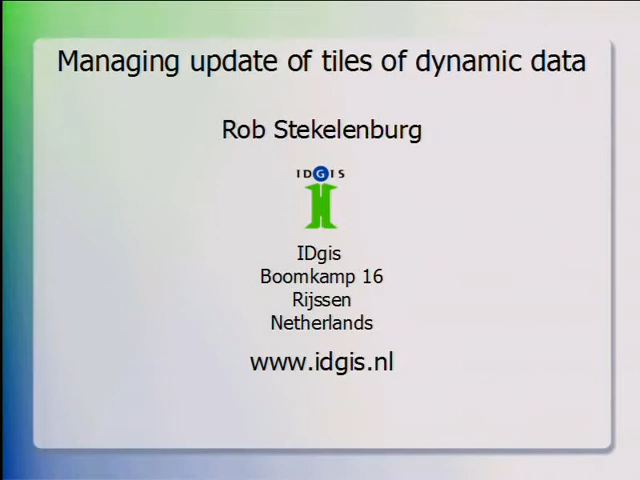 Managing update of tiles of dynamic data
Rob Stekelenburg
IDGIS
IDgis
Boomkamp 16
Rijssen
Netherlands
www.idgis.nl